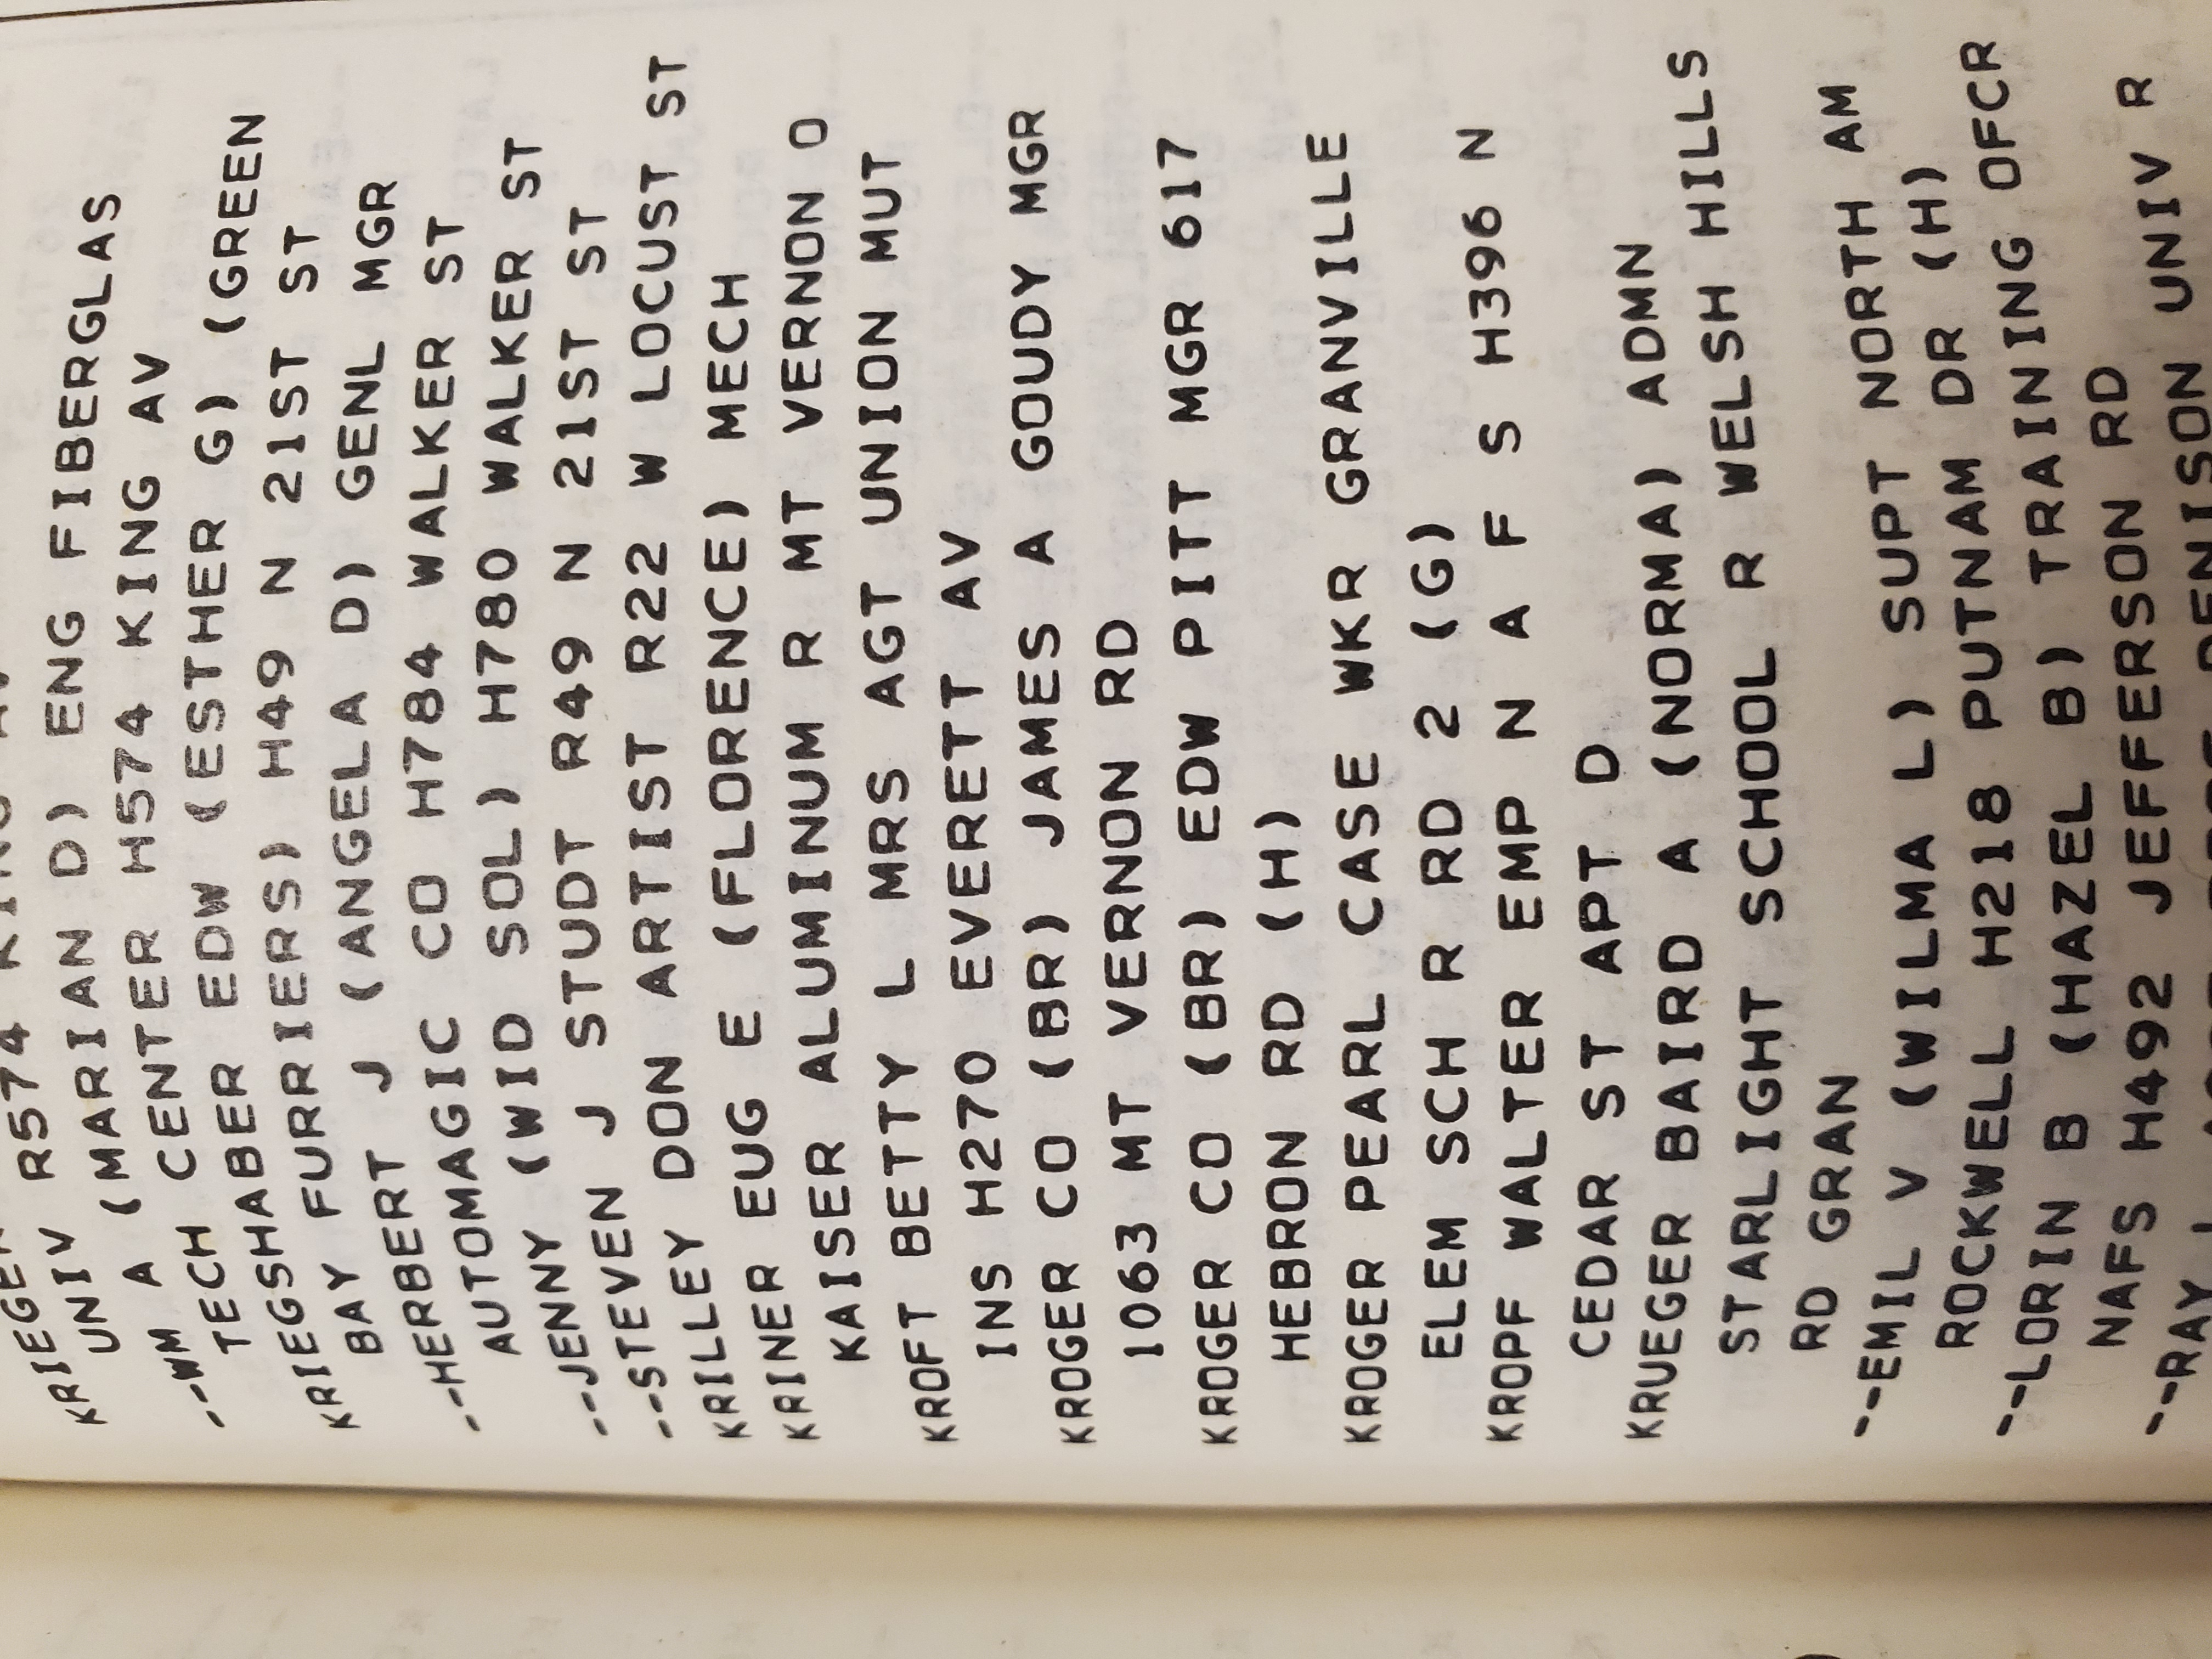 R574
KRIEGER
UNIV (MARIAN D) ENG FIBERGLAS
--WM A CENTER H574 KING AV
TECH
KRIEGSHABER EDW (ESTHER G) (GREEN
BAY FURRIERS) H49 N 21ST ST
--HERBERT J (ANGELA D) GENL MGR
AUTOMAGIC CO H784 WALKER ST
--JENNY (WID SOL) H780 WALKER ST
--STEVEN J STUDT R49 N 21ST ST
KRILLEY DON ARTIST R22 W LOCUST ST
KRINER EUG E (FLORENCE) MECH
KAISER ALUMINUM R MT VERNON O
KROFT BETTY L MRS AGT UNION MUT
INS H270 EVERETT AV
KROGER CO (BR) JAMES A GOUDY MGR
1063 MT VERNON RD
KROGER CO (BR) EDW PITT MGR 617
HEBRON RD (H)
KROGER PEARL CASE WKR GRANVILLE
ELEM SCH R RD 2 (G)
KROPF WALTER EMP N A F S H396 N
CEDAR ST APT D
KRUEGER BAIRD A (NORMA) ADMN
STARLIGHT SCHOOL R WELSH HILLS
RD GRAN
--EMIL V (WILMA L) SUPT NORTH AM
ROCKWELL H218 PUTNAM DR (H)
--LORIN B (HAZEL B) TRAINING OFCR
NAFS H492 JEFFERSON RD
--RAY DENISON UNIV R